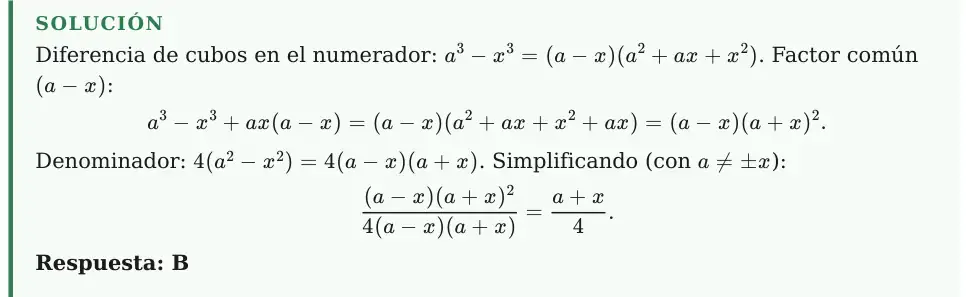 SOLUCIÓN
Diferencia de cubos en el numerador: a³ − x³ = (a − x)(a² + ax + x²). Factor común
(a − x):
a³ − x³ + ax(a − x) = (a − x)(a² + ax + x² + ax) = (a − x)(a + x)².
Denominador: 4(a² − x²) = 4(a − x)(a + x). Simplificando (con a ≠ ±x):
(a − x)(a + x)² / 4(a − x)(a + x) = a + x / 4.
Respuesta: B